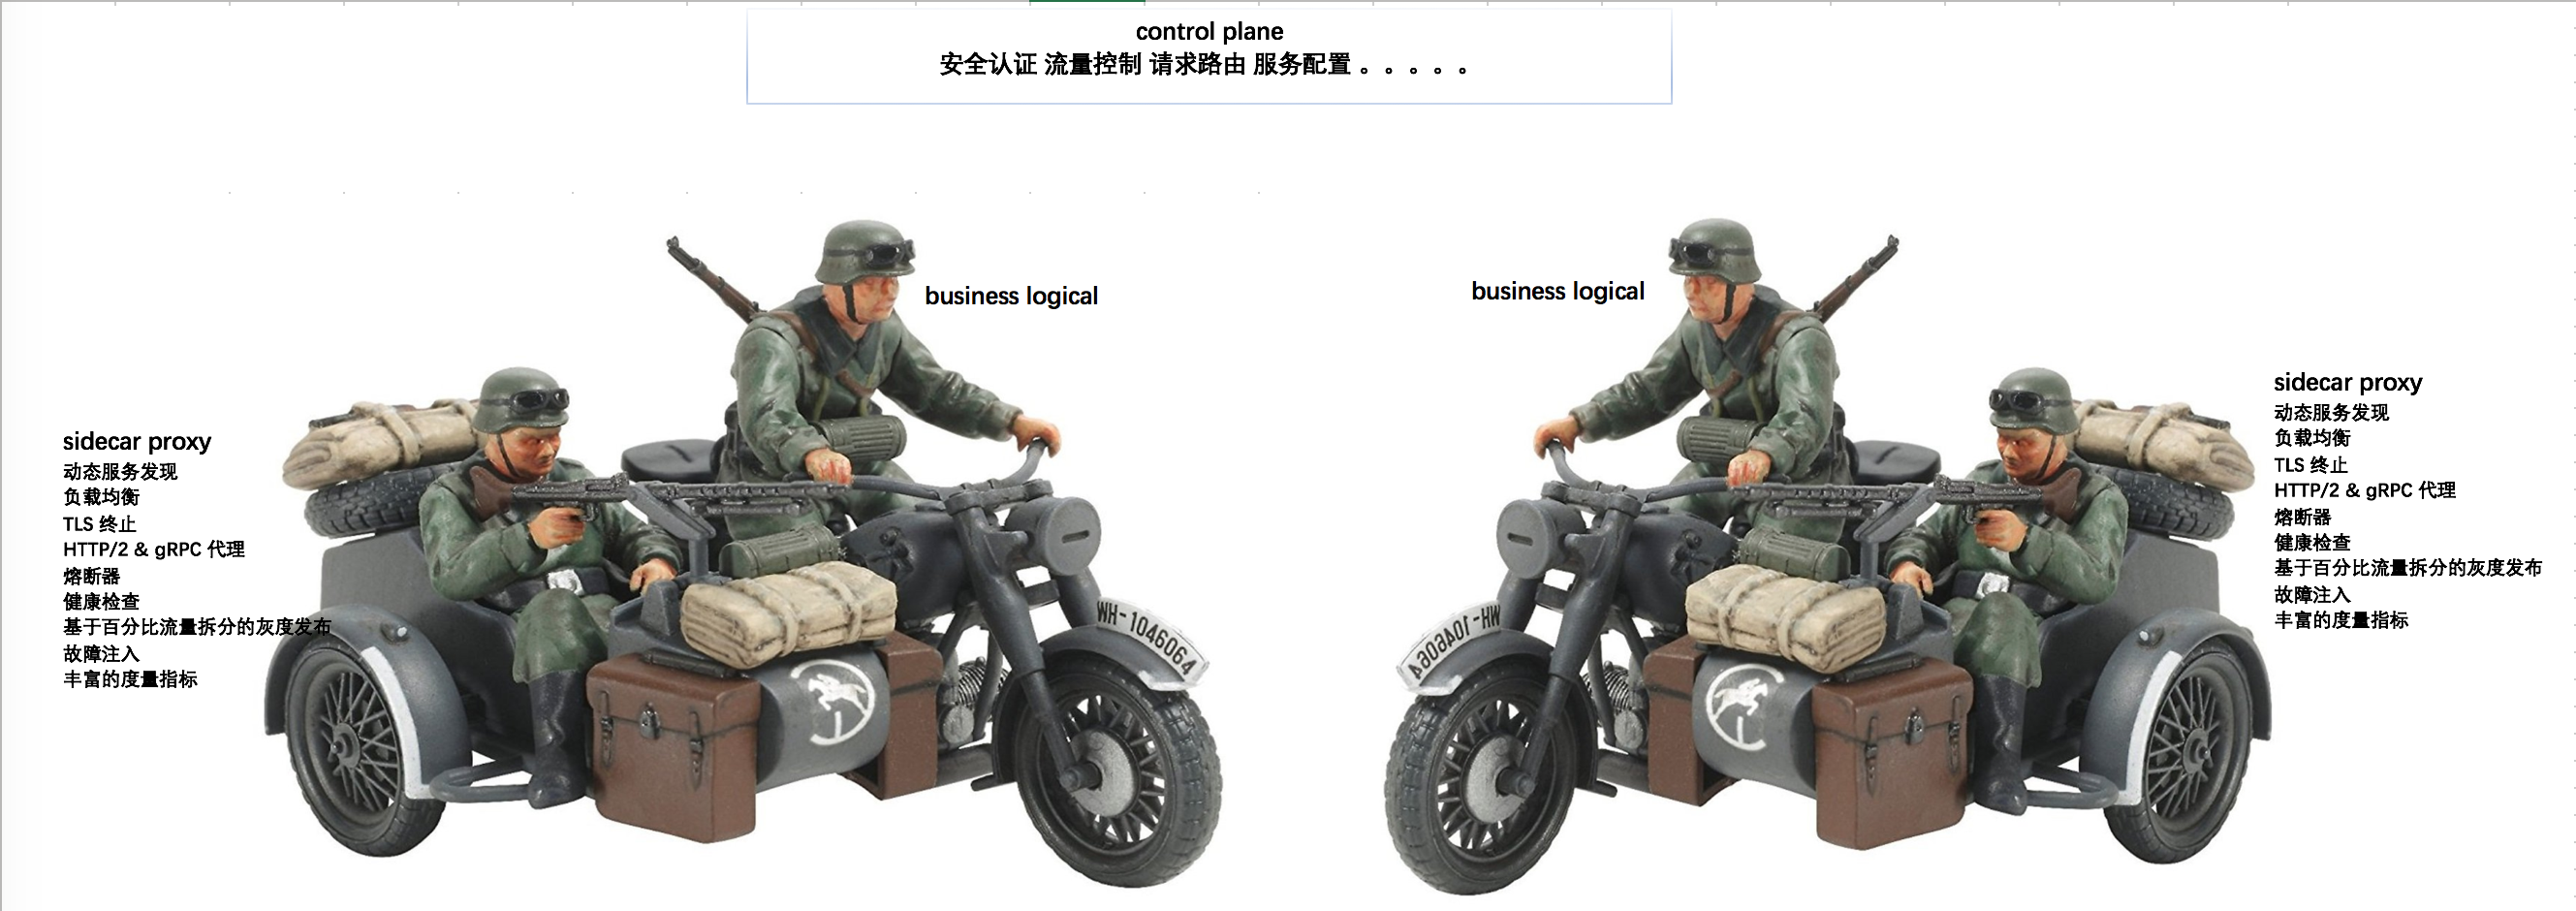 control plane
安全认证 流量控制 请求路由 服务配置 。。。。。
business logical
business logical
sidecar proxy
动态服务发现
负载均衡
TLS 终止
HTTP/2 & gRPC 代理
熔断器
健康检查
基于百分比流量拆分的灰度发布
故障注入
丰富的度量指标
WH-1046064
WH-1046064
sidecar proxy
动态服务发现
负载均衡
TLS 终止
HTTP/2 & gRPC 代理
熔断器
健康检查
基于百分比流量拆分的灰度发布
故障注入
丰富的度量指标